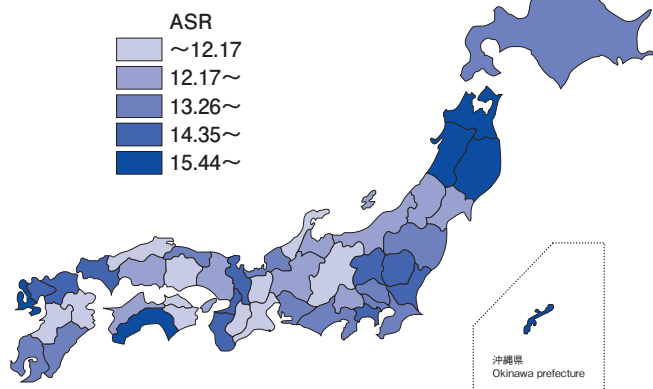 ASR
～12.17
12.17～
13.26～
14.35～
15.44～
沖縄県
Okinawa prefecture